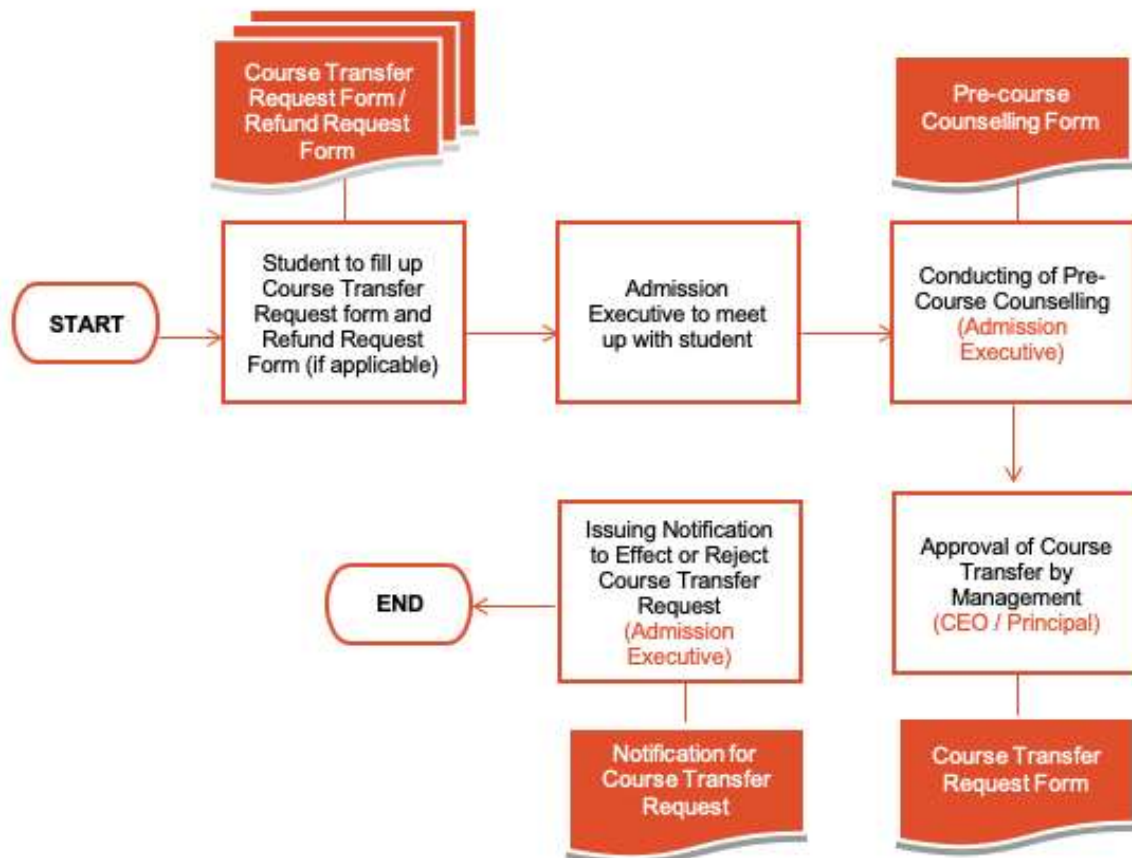 Course Transfer
Request Form /
Refund Request
Form
Pre-course
Counselling Form
START
Student to fill up
Course Transfer
Request form and
Refund Request
Form (if applicable)
Admission
Executive to meet
up with student
Conducting of Pre-
Course Counselling
(Admission
Executive)
Approval of Course
Transfer by
Management
(CEO / Principal)
Course Transfer
Request Form
Issuing Notification
to Effect or Reject
Course Transfer
Request
(Admission
Executive)
Notification for
Course Transfer
Request
END